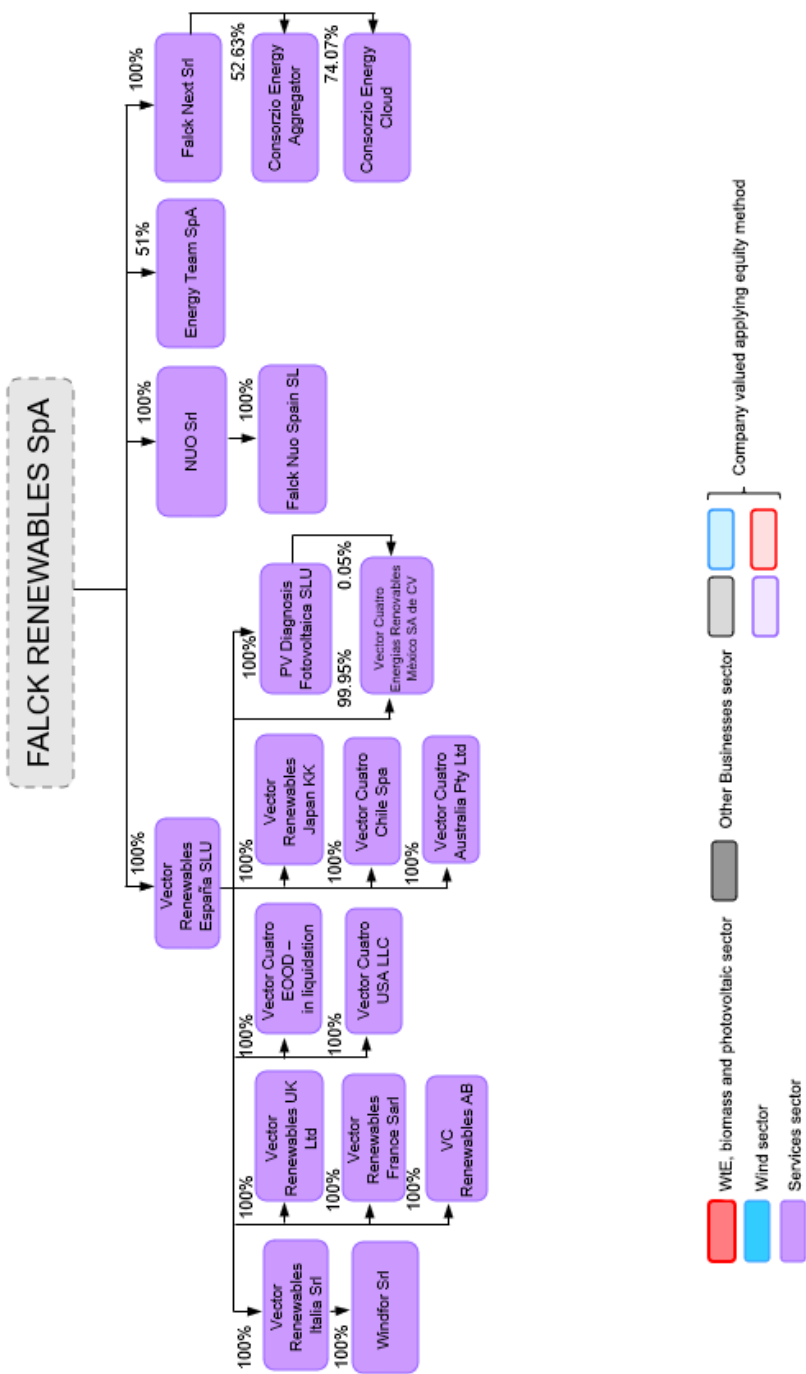 FALCK RENEWABLES SpA
100%
Vector
Renewables
España SLU
100%
NUO Srl
51%
Energy Team SpA
100%
Falck Next Srl
100%
Vector
Renewables
Italia Srl
100%
Windfor Srl
100%
Vector
Renewables UK
Ltd
100%
Vector
Renewables
France Sarl
100%
VC
Renewables AB
100%
Vector Cuatro
EOOD –
in liquidation
100%
Vector Cuatro
USA LLC
100%
Vector
Renewables
Japan KK
100%
Vector Cuatro
Chile Spa
100%
Vector Cuatro
Australia Pty Ltd
100%
PV Diagnosis
Fotovoltaica SLU
99.95%
0.05%
Vector Cuatro
Energias Renovables
México SA de CV
100%
Falck Nuo Spain SL
52.63%
Consorzio Energy
Aggregator
74.07%
Consorzio Energy
Cloud
WtE, biomass and photovoltaic sector
Wind sector
Services sector
Other Businesses sector
Company valued applying equity method